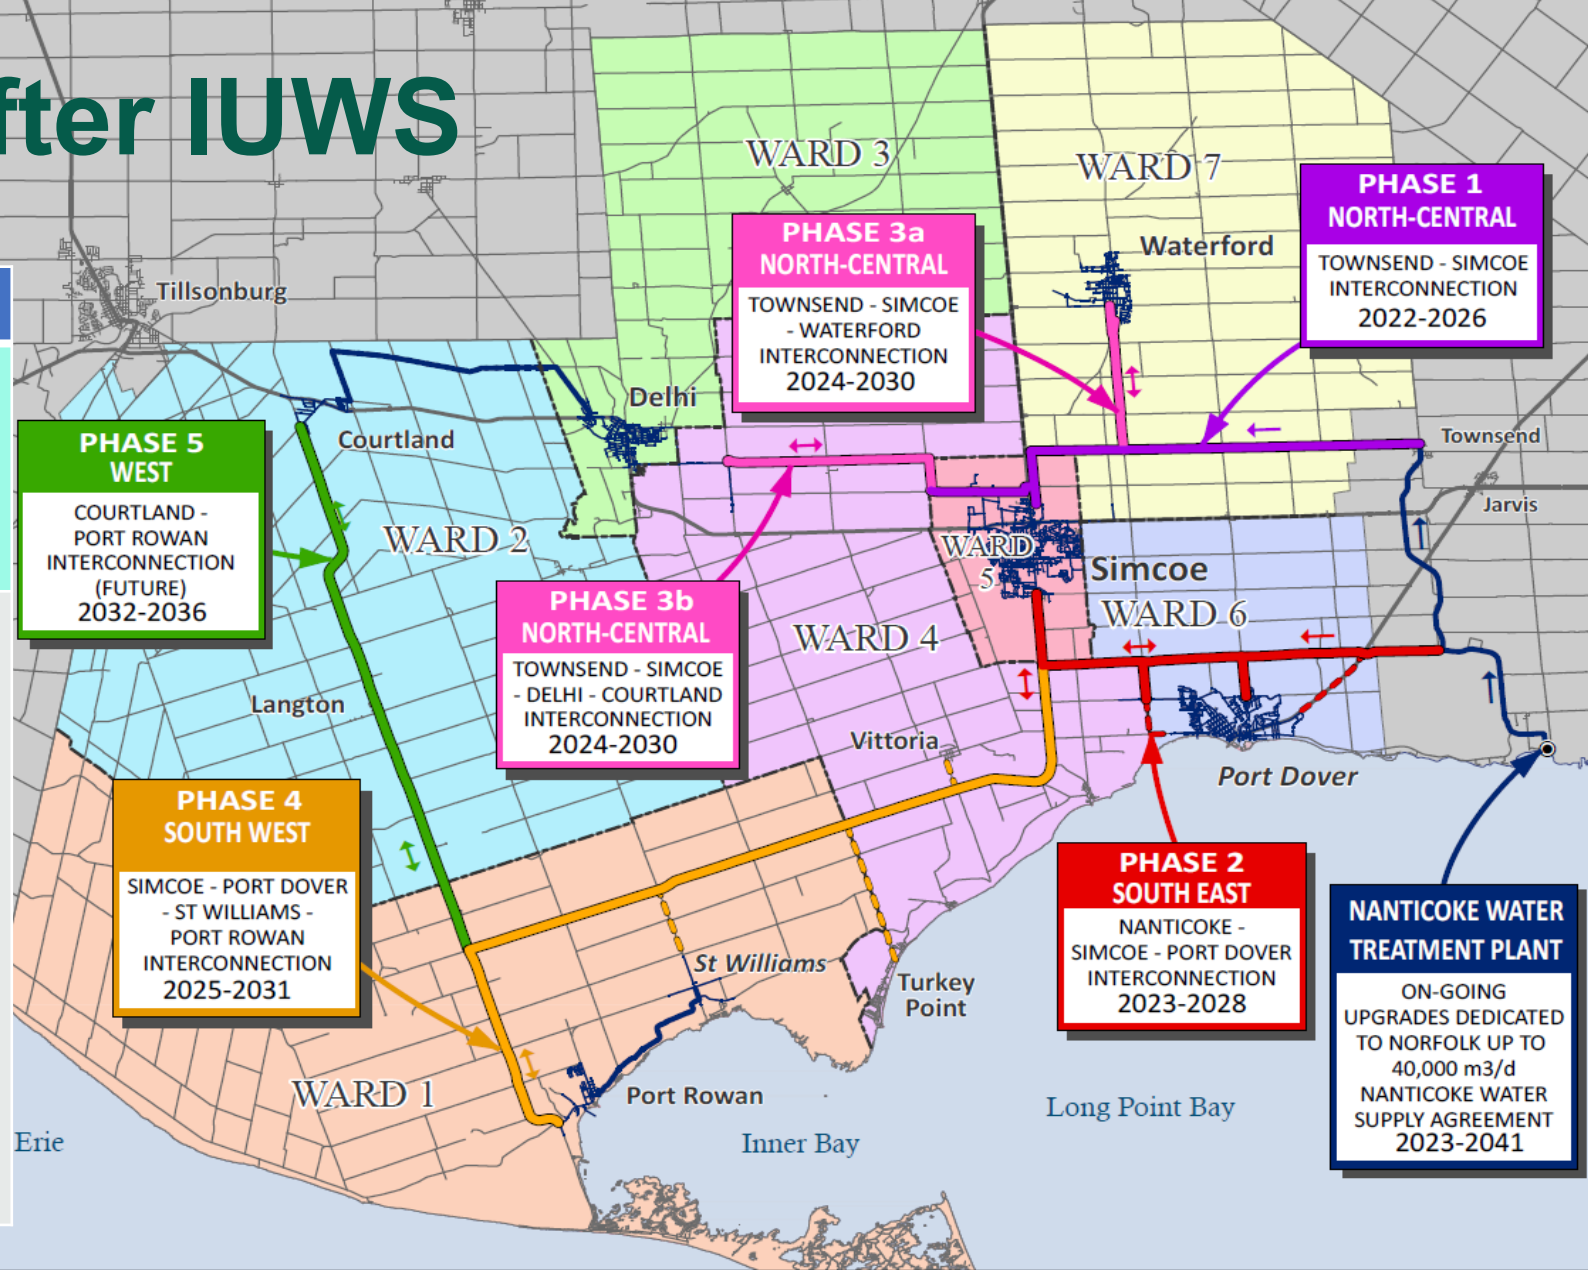 fter IUWS
WARD 3
WARD 7
PHASE 1
NORTH-CENTRAL
TOWNSEND - SIMCOE
INTERCONNECTION
2022-2026
PHASE 3a
NORTH-CENTRAL
TOWNSEND - SIMCOE
- WATERFORD
INTERCONNECTION
2024-2030
Waterford
Tillsonburg
Delhi
Courtland
Townsend
Jarvis
PHASE 5
WEST
COURTLAND -
PORT ROWAN
INTERCONNECTION
(FUTURE)
2032-2036
WARD 2
WARD
5
Simcoe
WARD 6
PHASE 3b
NORTH-CENTRAL
TOWNSEND - SIMCOE
- DELHI - COURTLAND
INTERCONNECTION
2024-2030
WARD 4
Langton
Vittoria
Port Dover
PHASE 4
SOUTH WEST
SIMCOE - PORT DOVER
- ST WILLIAMS -
PORT ROWAN
INTERCONNECTION
2025-2031
PHASE 2
SOUTH EAST
NANTICOKE -
SIMCOE - PORT DOVER
INTERCONNECTION
2023-2028
NANTICOKE WATER
TREATMENT PLANT
ON-GOING
UPGRADES DEDICATED
TO NORFOLK UP TO
40,000 m3/d
NANTICOKE WATER
SUPPLY AGREEMENT
2023-2041
St Williams
Turkey
Point
WARD 1
Port Rowan
Long Point Bay
Inner Bay
Erie